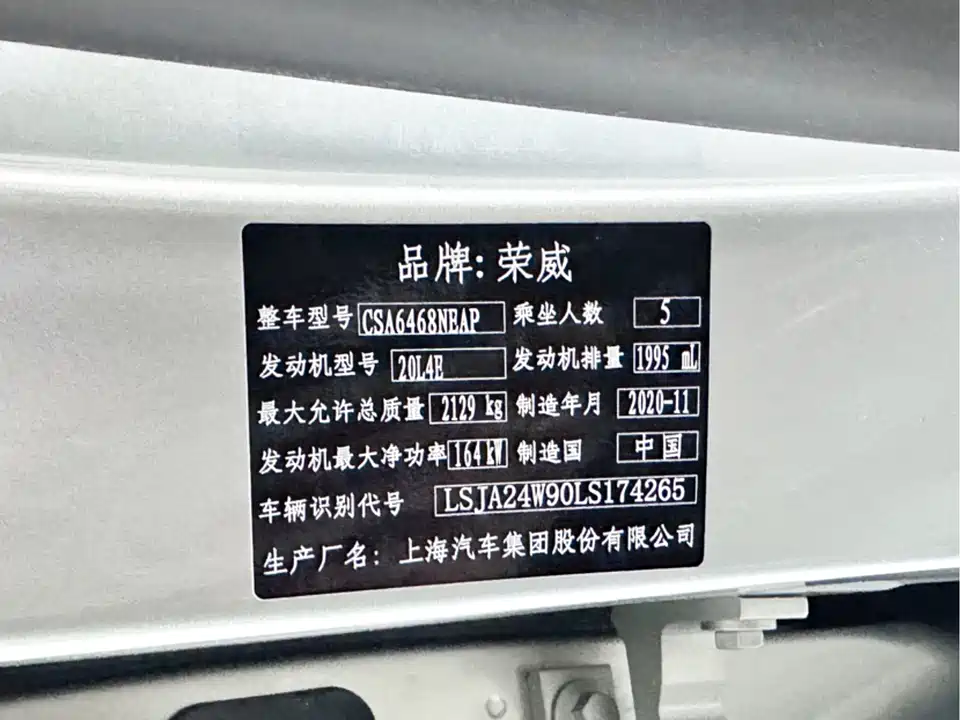 品牌: 荣威
整车型号 CSA6468NEAP 乘坐人数 5
发动机型号 20L4E 发动机排量 1995 mL
最大允许总质量 2129 kg 制造年月 2020-11
发动机最大净功率 164 kW 制造国 中国
车辆识别代号 LSJA24W90LS174265
生产厂名: 上海汽车集团股份有限公司